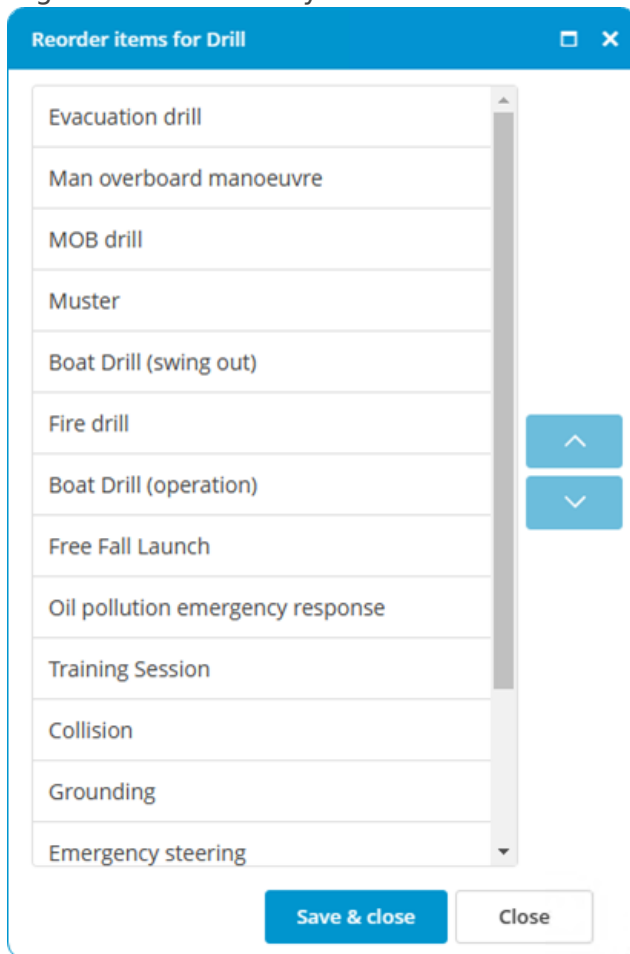 Reorder items for Drill
Evacuation drill
Man overboard manoeuvre
MOB drill
Muster
Boat Drill (swing out)
Fire drill
Boat Drill (operation)
Free Fall Launch
Oil pollution emergency response
Training Session
Collision
Grounding
Emergency steering
Save & close
Close